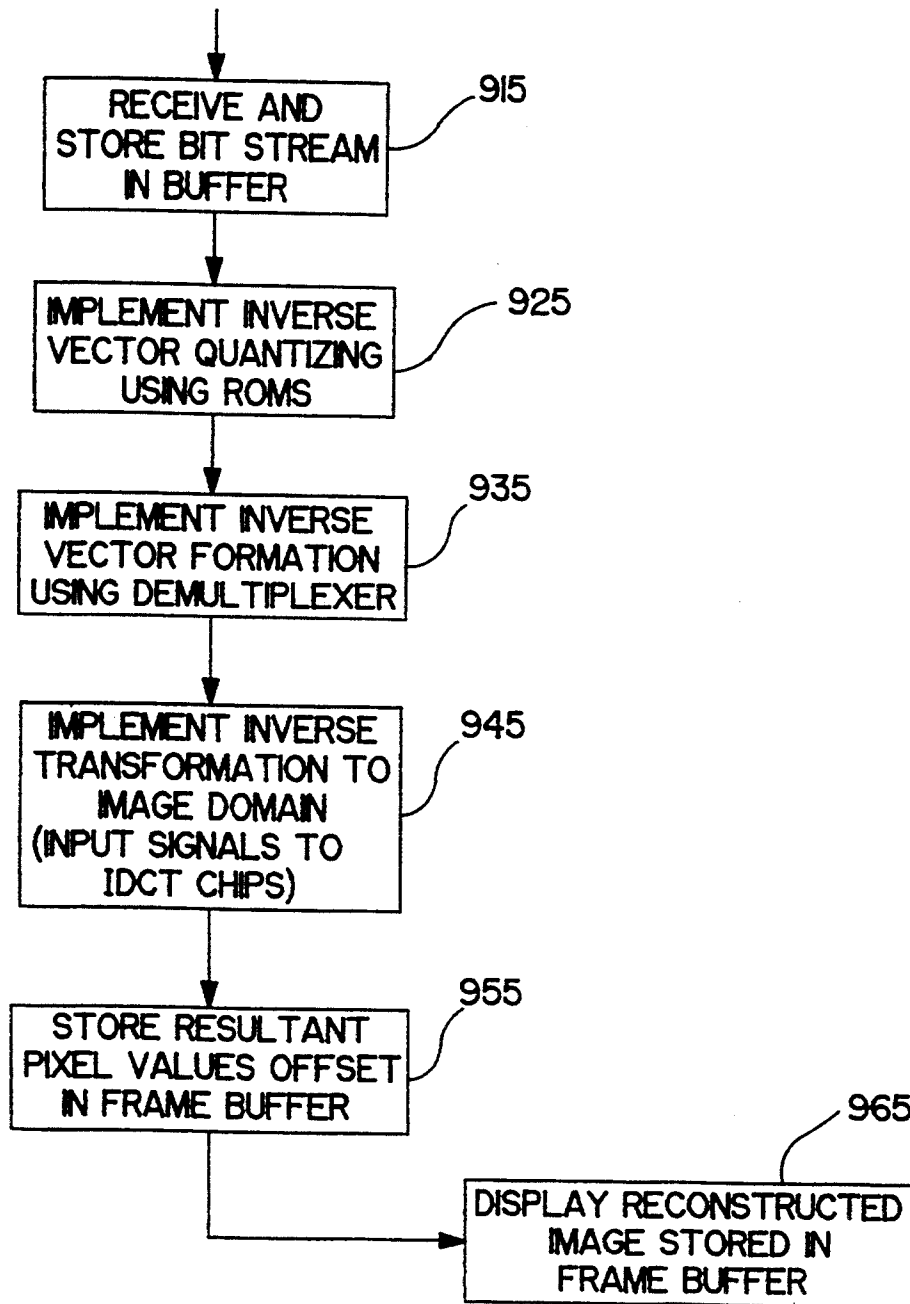 RECEIVE AND
STORE BIT STREAM
IN BUFFER
915
IMPLEMENT INVERSE
VECTOR QUANTIZING
USING ROMS
925
IMPLEMENT INVERSE
VECTOR FORMATION
USING DEMULTIPLEXER
935
IMPLEMENT INVERSE
TRANSFORMATION TO
IMAGE DOMAIN
(INPUT SIGNALS TO
IDCT CHIPS)
945
STORE RESULTANT
PIXEL VALUES OFFSET
IN FRAME BUFFER
955
965
DISPLAY RECONSTRUCTED
IMAGE STORED IN
FRAME BUFFER